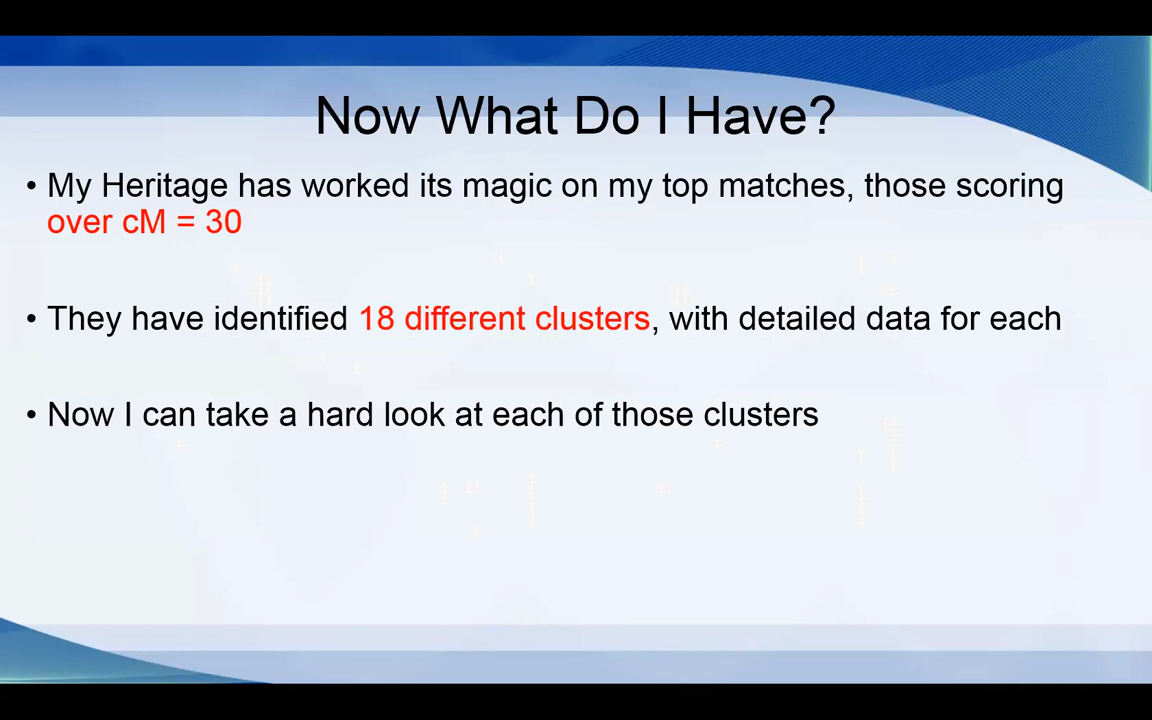 Now What Do I Have?
• My Heritage has worked its magic on my top matches, those scoring
over cM = 30
• They have identified 18 different clusters, with detailed data for each
• Now I can take a hard look at each of those clusters